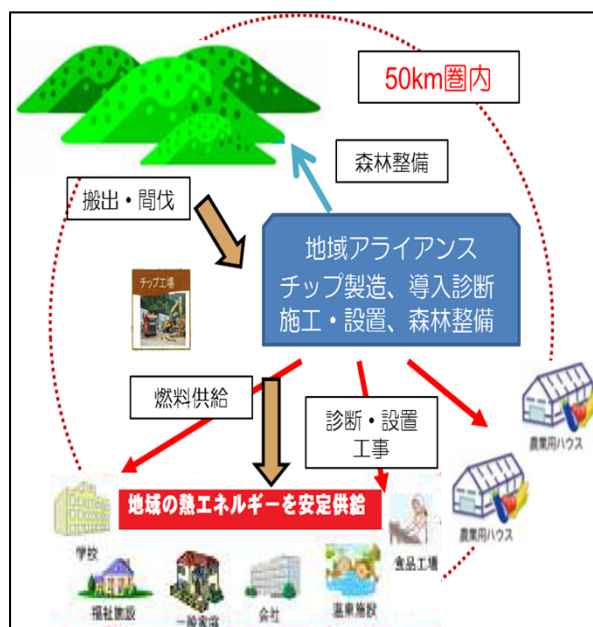 50km圏内
森林整備
搬出・間伐
地域アライアンス
チップ製造、導入診断
施工・設置、森林整備
チップ工場
燃料供給
診断・設置
工事
農業用ハウス
農業用ハウス
地域の熱エネルギーを安定供給
学校
食品工場
福祉施設
一般家庭
会社
温泉施設